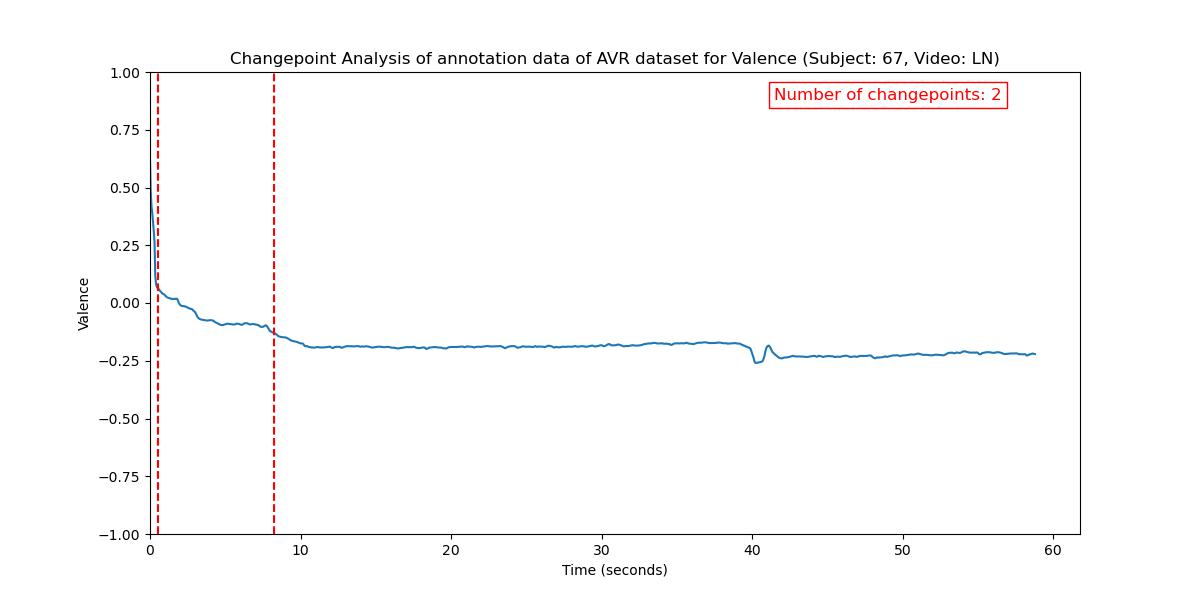 Changepoint Analysis of annotation data of AVR dataset for Valence (Subject: 67, Video: LN)
Number of changepoints: 2
Valence
1.00
0.75
0.50
0.25
0.00
−0.25
−0.50
−0.75
−1.00
0 10 20 30 40 50 60
Time (seconds)